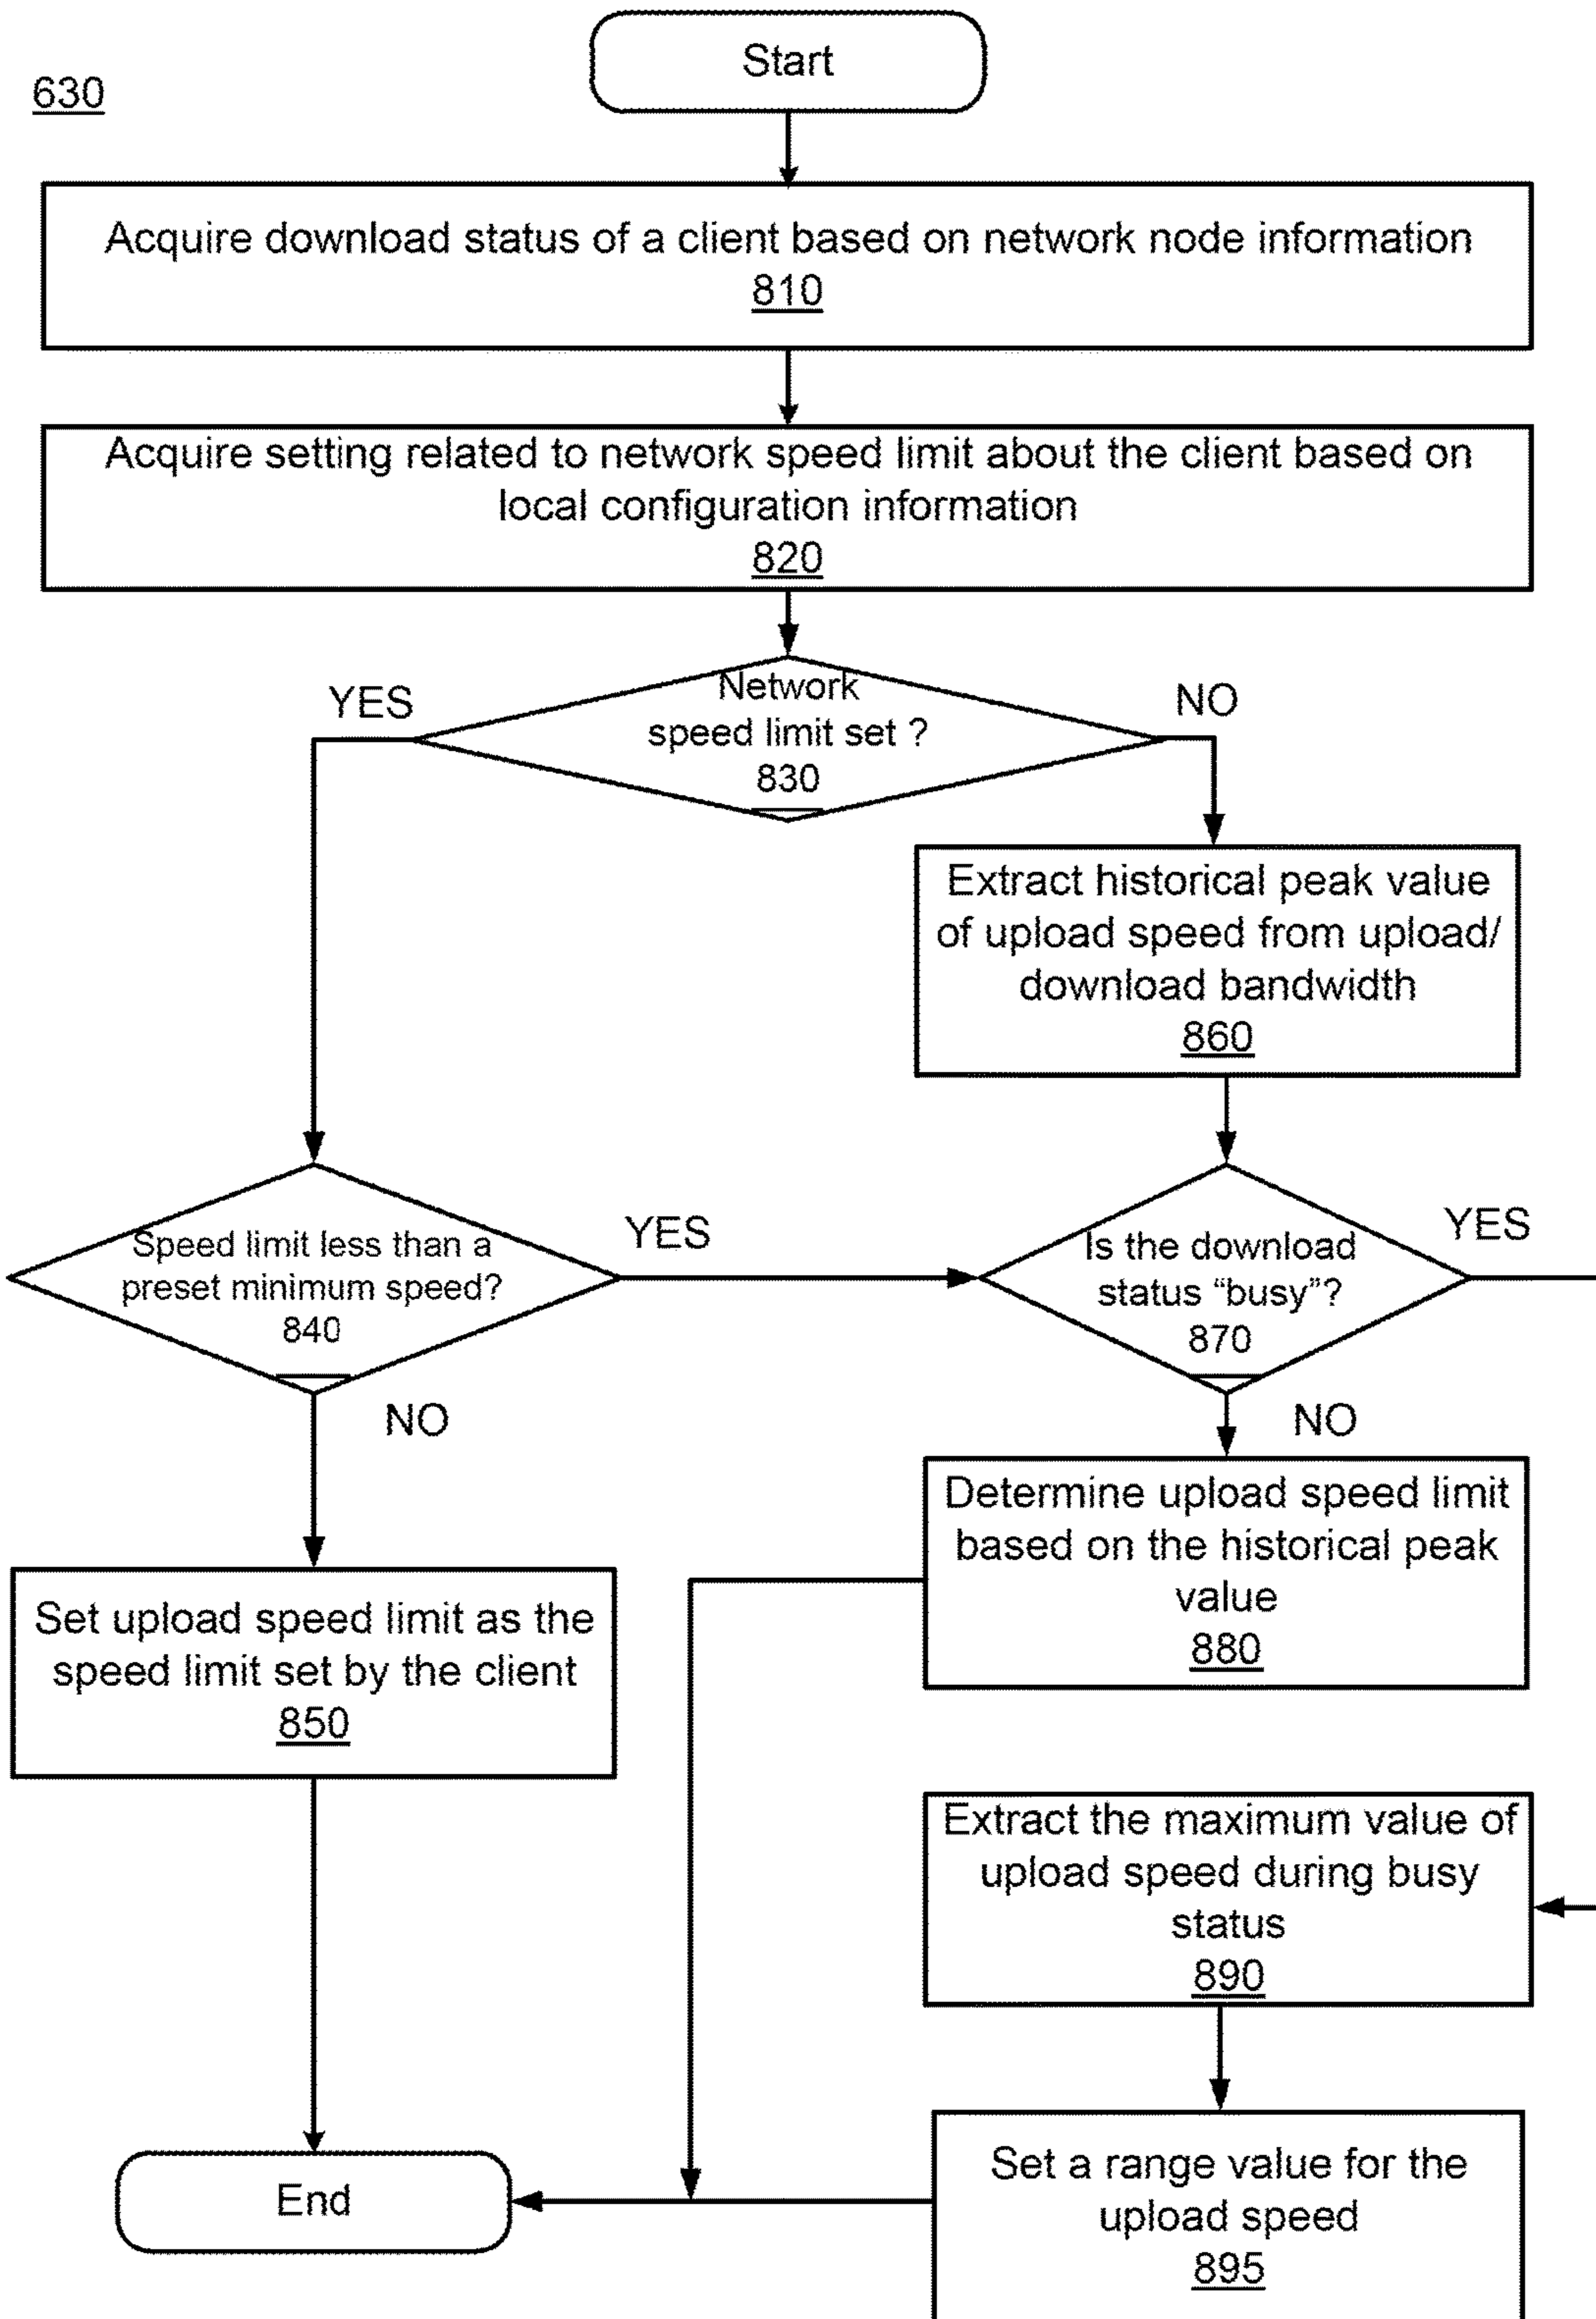 Start
630
Acquire download status of a client based on network node information
810
Acquire setting related to network speed limit about the client based on
local configuration information
820
YES
Network
speed limit set ?
830
NO
Extract historical peak value
of upload speed from upload/
download bandwidth
860
Speed limit less than a
preset minimum speed?
840
YES
NO
Is the download
status “busy”?
870
YES
NO
Determine upload speed limit
based on the historical peak
value
880
Set upload speed limit as the
speed limit set by the client
850
Extract the maximum value of
upload speed during busy
status
890
Set a range value for the
upload speed
895
End